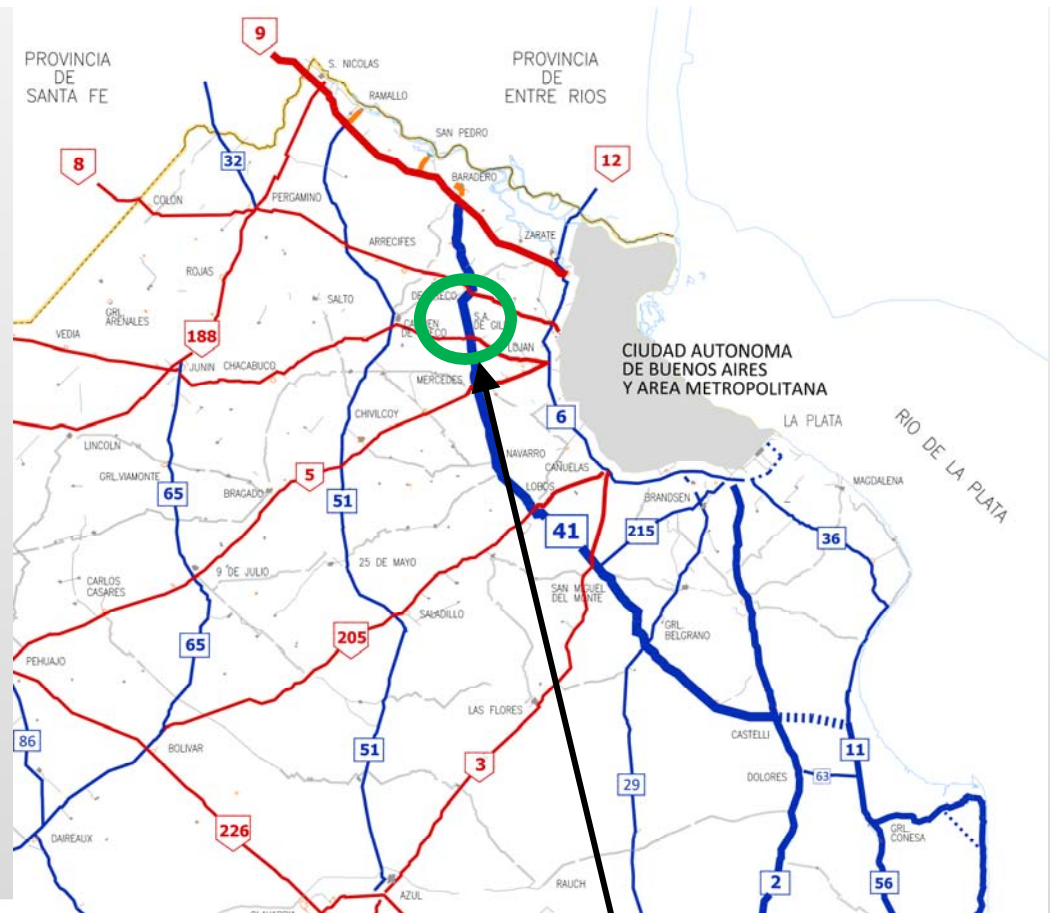 9
PROVINCIA
DE
SANTA FE
S. NICOLAS
PROVINCIA
DE
ENTRE RIOS
RAMALLO
SAN PEDRO
8
32
12
BARADERO
COLON
PERGAMINO
ARRECIFES
ZARATE
ROJAS
SALTO
GRL.
ARENALES
S.A.
DE GIL
VEDIA
188
LUJAN
CIUDAD AUTONOMA
DE BUENOS AIRES
Y AREA METROPOLITANA
JUNIN
CHACABUCO
MERCEDES
6
CHIVILCOY
LA PLATA
RIO DE LA PLATA
LINCOLN
NAVARRO
GRL.VIAMONTE
5
CAÑUELAS
65
BRAGADO
51
LOBOS
BRANDSEN
MAGDALENA
41
215
36
9 DE JULIO
25 DE MAYO
CARLOS
CASARES
SAN MIGUEL
DEL MONTE
SALADILLO
GRL.
BELGRANO
65
205
PEHUAJO
LAS FLORES
CASTELLI
86
BOLIVAR
51
3
11
29
DOLORES
63
226
DAIREAUX
GRL.
CONESA
RAUCH
2
56
AZUL